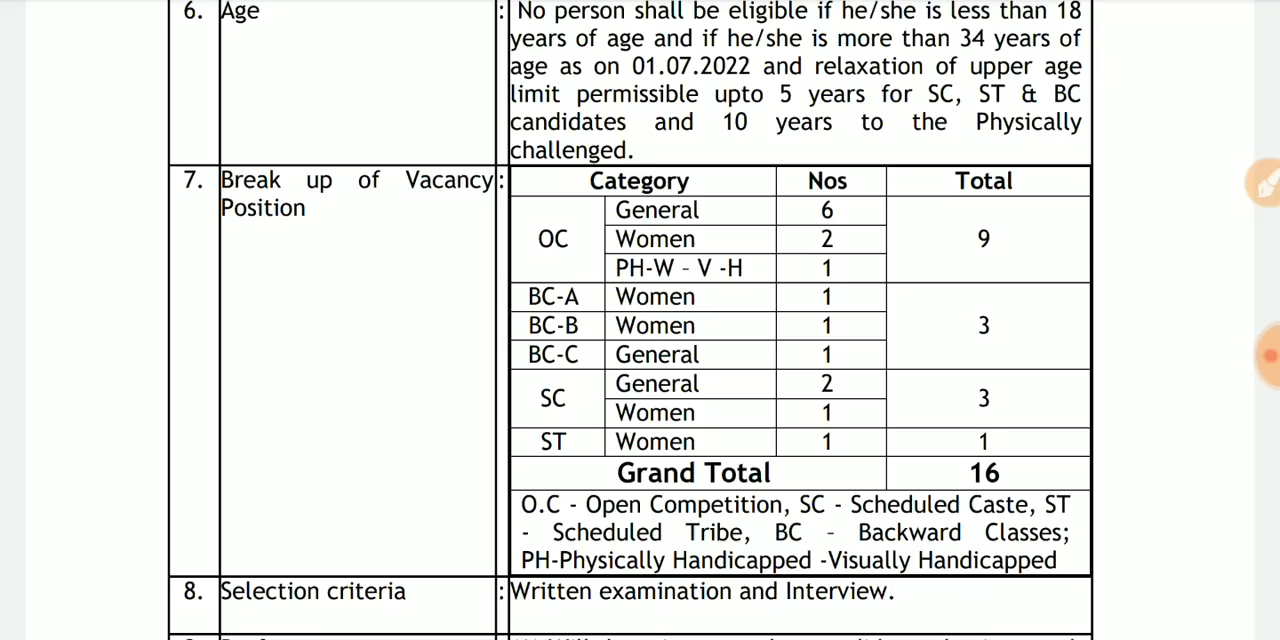 6. Age : No person shall be eligible if he/she is less than 18
years of age and if he/she is more than 34 years of
age as on 01.07.2022 and relaxation of upper age
limit permissible upto 5 years for SC, ST & BC
candidates and 10 years to the Physically
challenged.
7. Break up of Vacancy : Category Nos Total
Position
General 6
OC Women 2 9
PH-W - V -H 1
BC-A Women 1
BC-B Women 1 3
BC-C General 1
SC General 2 3
Women 1
ST Women 1 1
Grand Total 16
O.C - Open Competition, SC - Scheduled Caste, ST
- Scheduled Tribe, BC - Backward Classes;
PH-Physically Handicapped -Visually Handicapped
8. Selection criteria : Written examination and Interview.